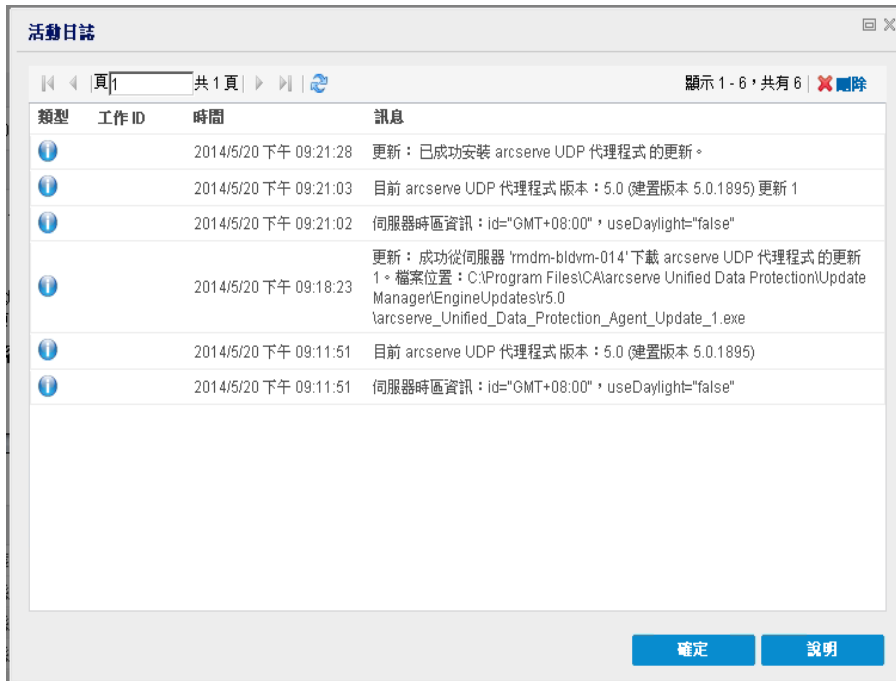 活動日誌
頁 1 共 1 頁 顯示 1 - 6，共有 6 刪除
類型 工作 ID 時間 訊息
2014/5/20 下午 09:21:28 更新： 已成功安裝 arcserve UDP 代理程式 的更新。
2014/5/20 下午 09:21:03 目前 arcserve UDP 代理程式 版本：5.0 (建置版本 5.0.1895) 更新 1
2014/5/20 下午 09:21:02 伺服器時區資訊：id="GMT+08:00"，useDaylight="false"
2014/5/20 下午 09:18:23 更新： 成功從伺服器 'rmdm-bldvm-014' 下載 arcserve UDP 代理程式 的更新
1。檔案位置：C:\Program Files\CA\arcserve Unified Data Protection\Update
Manager\EngineUpdates\r5.0
\arcserve_Unified_Data_Protection_Agent_Update_1.exe
2014/5/20 下午 09:11:51 目前 arcserve UDP 代理程式 版本：5.0 (建置版本 5.0.1895)
2014/5/20 下午 09:11:51 伺服器時區資訊：id="GMT+08:00"，useDaylight="false"
確定 說明